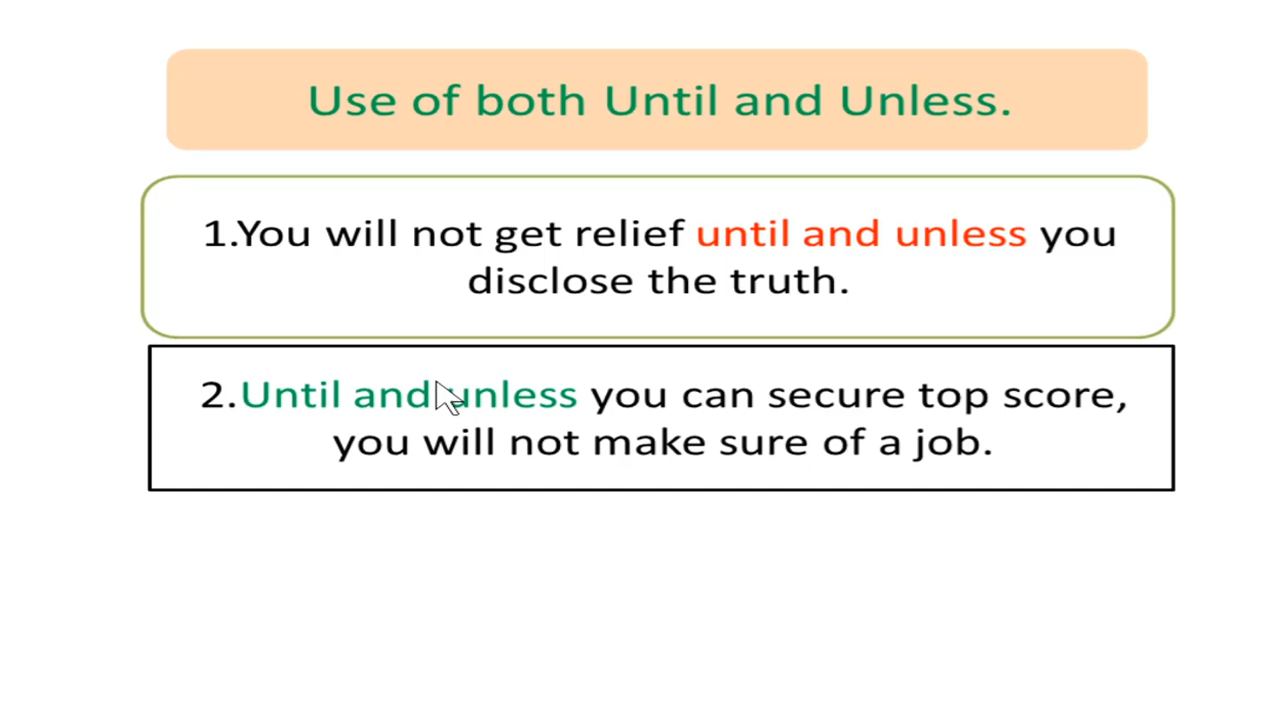 Use of both Until and Unless.
1.You will not get relief until and unless you
disclose the truth.
2.Until and unless you can secure top score,
you will not make sure of a job.